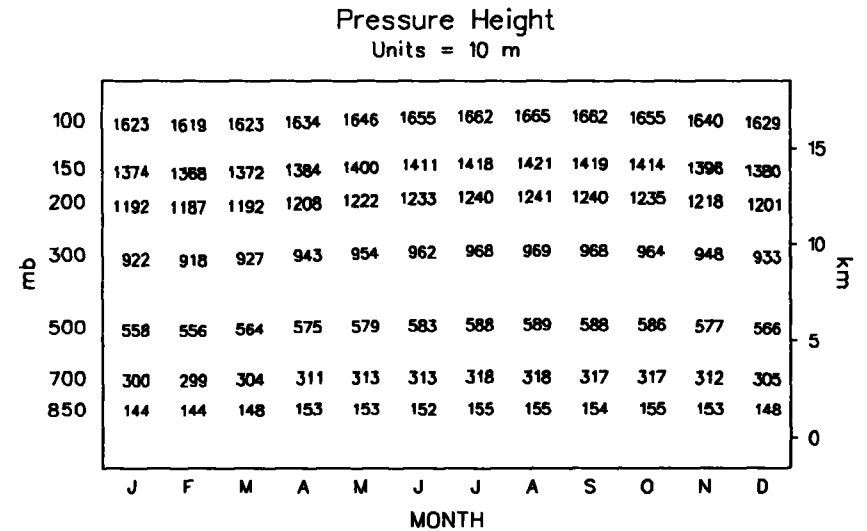 Pressure Height
Units = 10 m
100 1623 1619 1623 1634 1646 1655 1662 1665 1662 1655 1640 1629
15
150 1374 1368 1372 1384 1400 1411 1418 1421 1419 1414 1396 1380
200 1192 1187 1192 1208 1222 1233 1240 1241 1240 1235 1218 1201
10
300 922 918 927 943 954 962 968 969 968 964 948 933
mb km
500 558 556 564 575 579 583 588 589 588 586 577 566
5
700 300 299 304 311 313 313 318 318 317 317 312 305
850 144 144 148 153 153 152 155 155 154 155 153 148
0
J F M A M J J A S O N D
MONTH